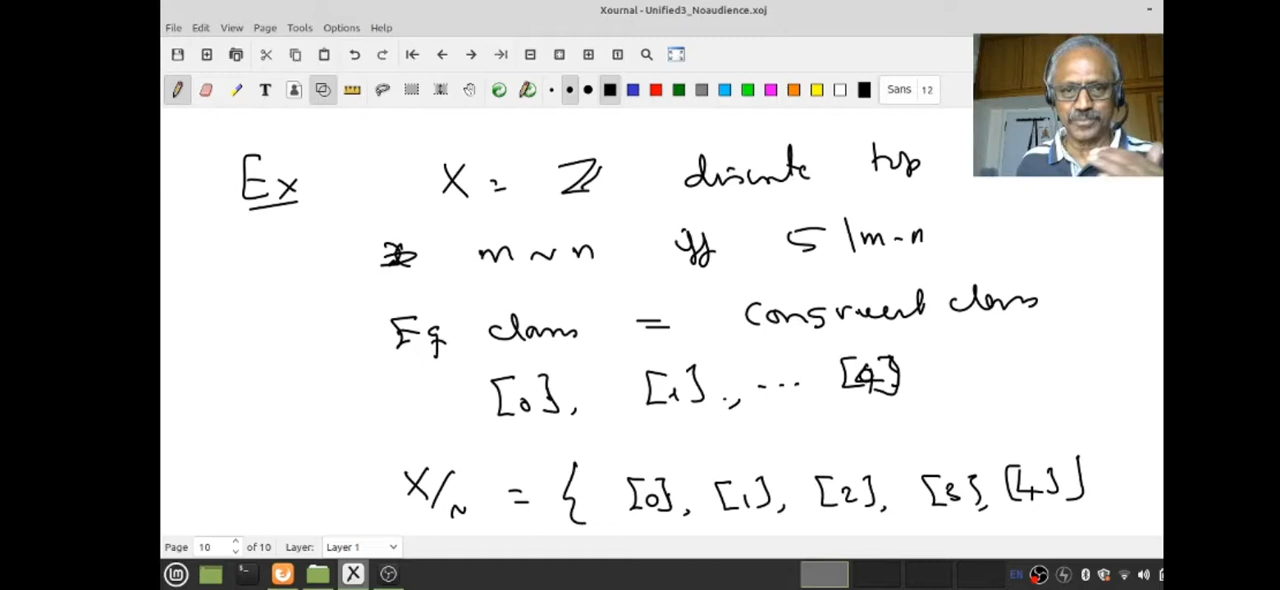 Xournal - Unified3_Noaudience.xoj
File Edit View Page Tools Options Help
Sans 12
Ex X = ℤ discrete top
m ~ n iff 5 | m - n
Eq class = congruent class
[0], [1], ... [4]
X/~ = { [0], [1], [2], [3], [4] }
Page 10 of 10 Layer: Layer 1
EN